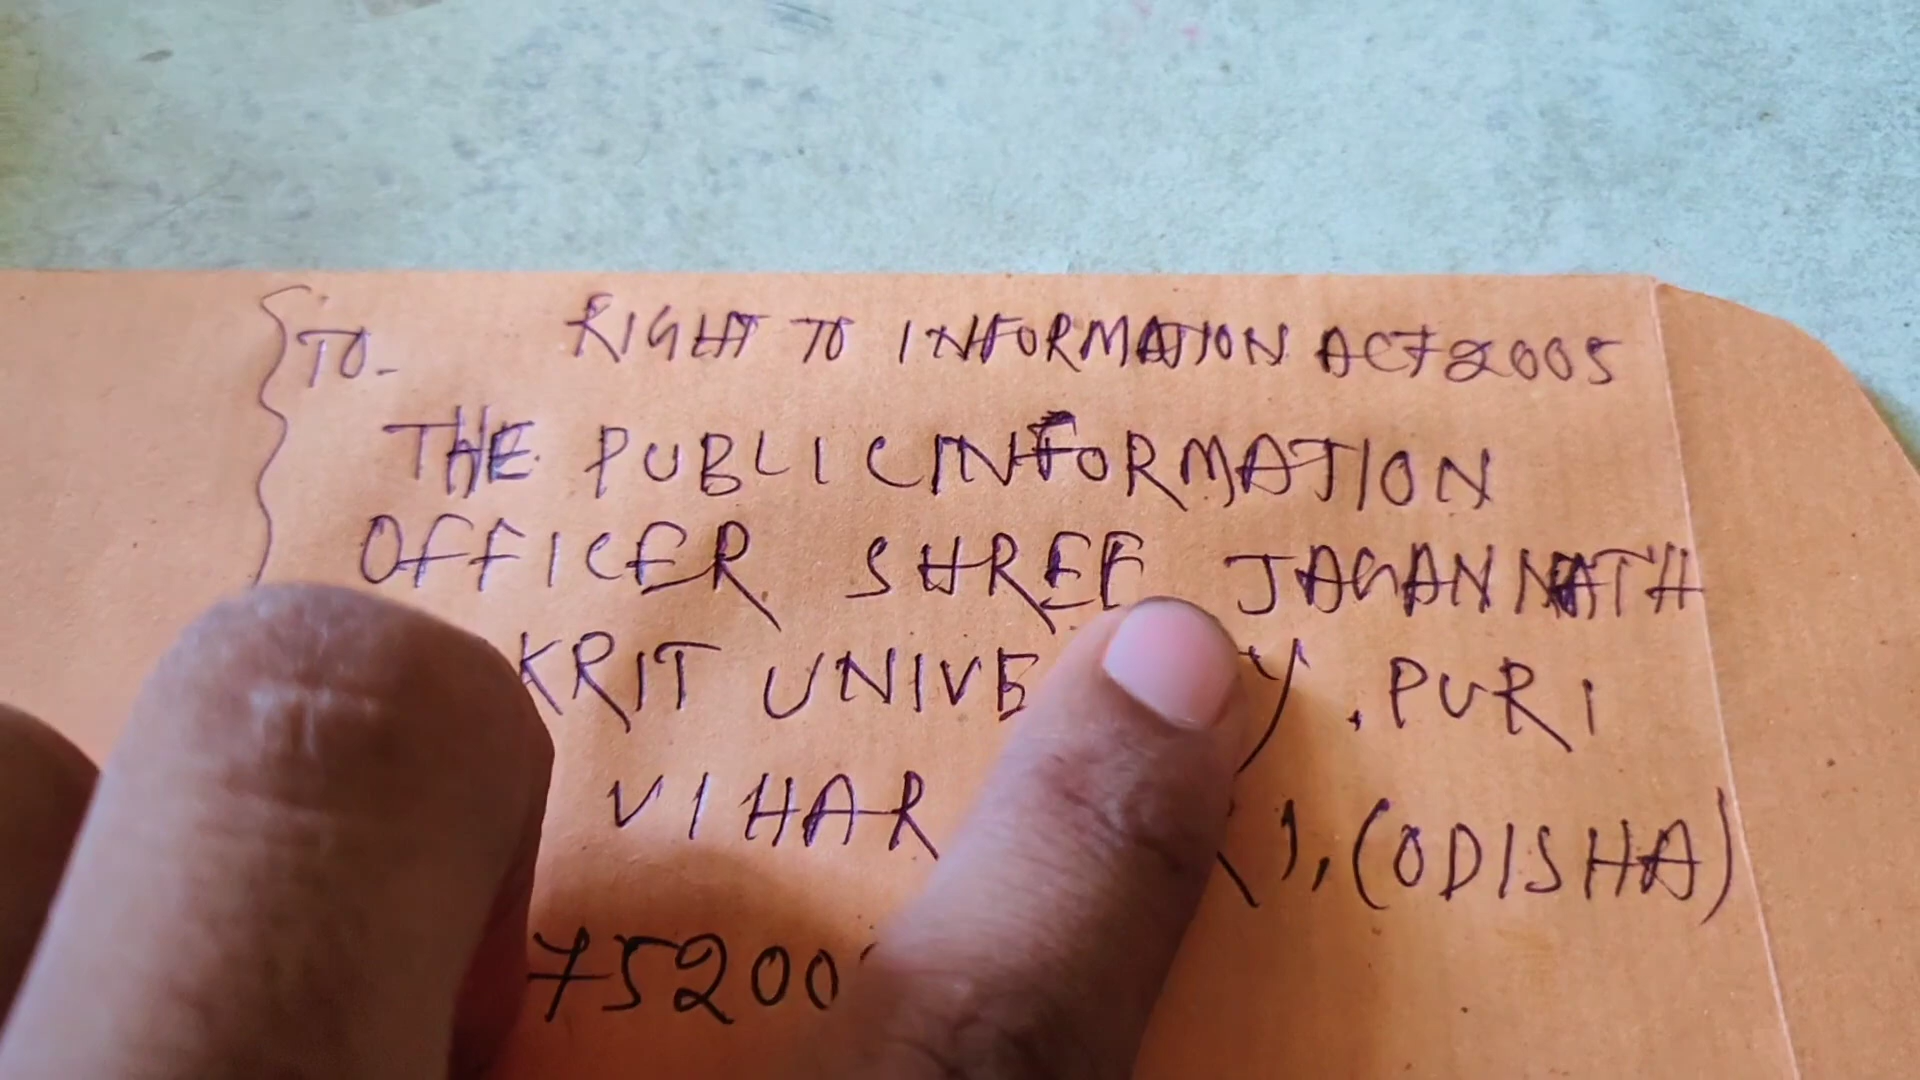 TO- RIGHT TO INFORMATION ACT 2005
THE PUBLIC INFORMATION
OFFICER SHREE JAGANNATH
KRIT UNIVE Y, PURI
VIHAR (ODISHA)
75200